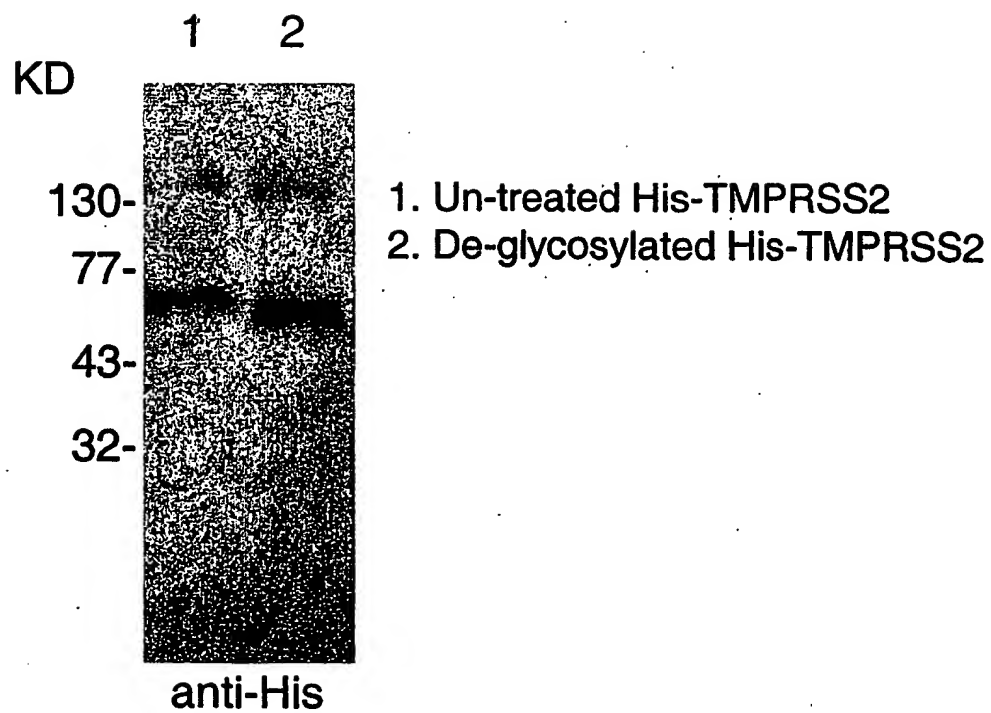 1 2
KD
130-
1. Un-treated His-TMPRSS2
2. De-glycosylated His-TMPRSS2
77-
43-
32-
anti-His